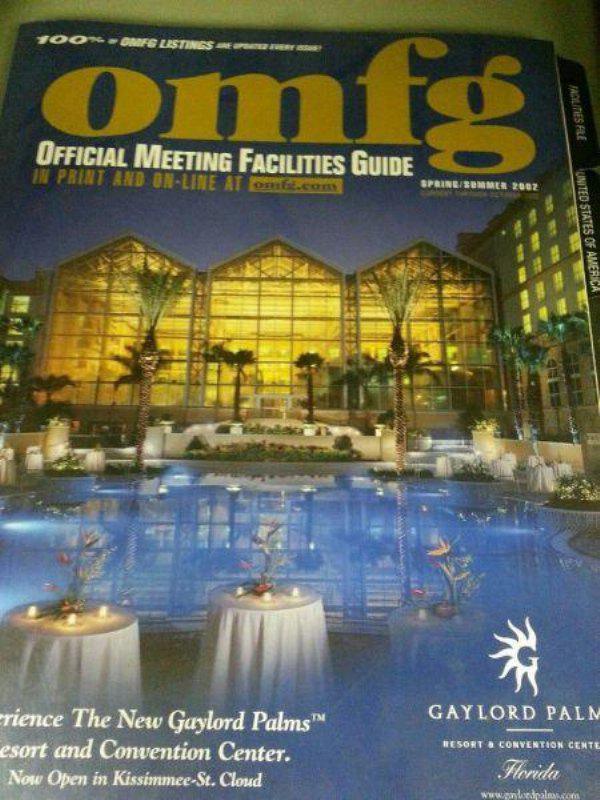 100% OF OMFG LISTINGS ARE UPDATED EVERY ISSUE!
omfg
OFFICIAL MEETING FACILITIES GUIDE
IN PRINT AND ON-LINE AT omfg.com
SPRING/SUMMER 2002
FACILITIES FILE
UNITED STATES OF AMERICA
erience The New Gaylord Palms™
esort and Convention Center.
Now Open in Kissimmee-St. Cloud
G
GAYLORD PALM
RESORT & CONVENTION CENTE
Florida
www.gaylordpalms.com